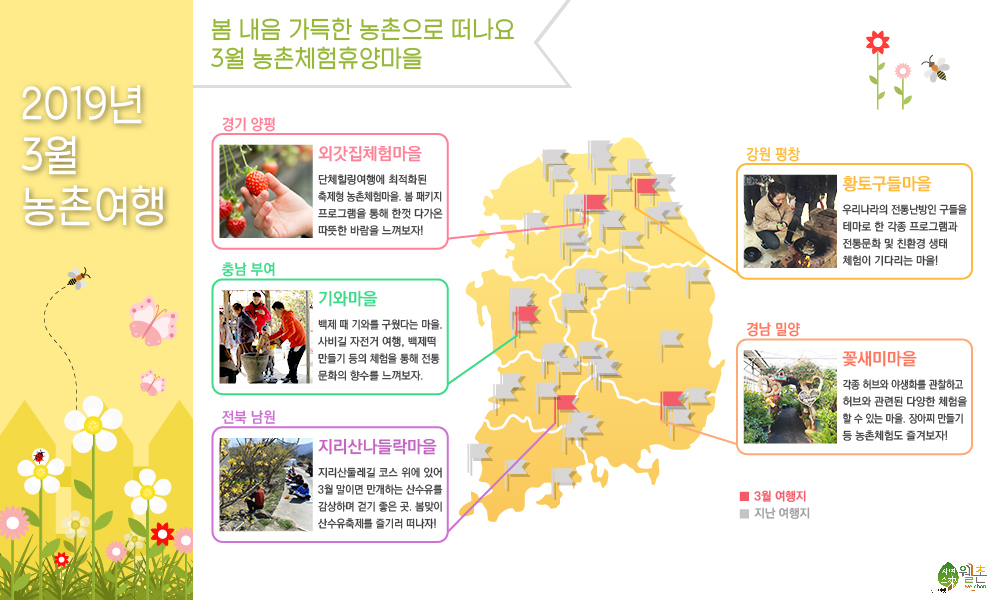 2019년
3월
농촌여행
봄 내음 가득한 농촌으로 떠나요
3월 농촌체험휴양마을
경기 양평
외갓집체험마을
단체힐링여행에 최적화된
축제형 농촌체험마을. 봄 패키지
프로그램을 통해 한껏 다가온
따뜻한 바람을 느껴보자!
충남 부여
기와마을
백제 때 기와를 구웠다는 마을.
사비길 자전거 여행, 백제떡
만들기 등의 체험을 통해 전통
문화의 향수를 느껴보자.
전북 남원
지리산나들락마을
지리산둘레길 코스 위에 있어
3월 말이면 만개하는 산수유를
감상하며 걷기 좋은 곳. 봄맞이
산수유축제를 즐기러 떠나자!
강원 평창
황토구들마을
우리나라의 전통난방인 구들을
테마로 한 각종 프로그램과
전통문화 및 친환경 생태
체험이 기다리는 마을!
경남 밀양
꽃새미마을
각종 허브와 야생화를 관찰하고
허브와 관련된 다양한 체험을
할 수 있는 마을. 장아찌 만들기
등 농촌체험도 즐겨보자!
3월 여행지
지난 여행지
웰촌